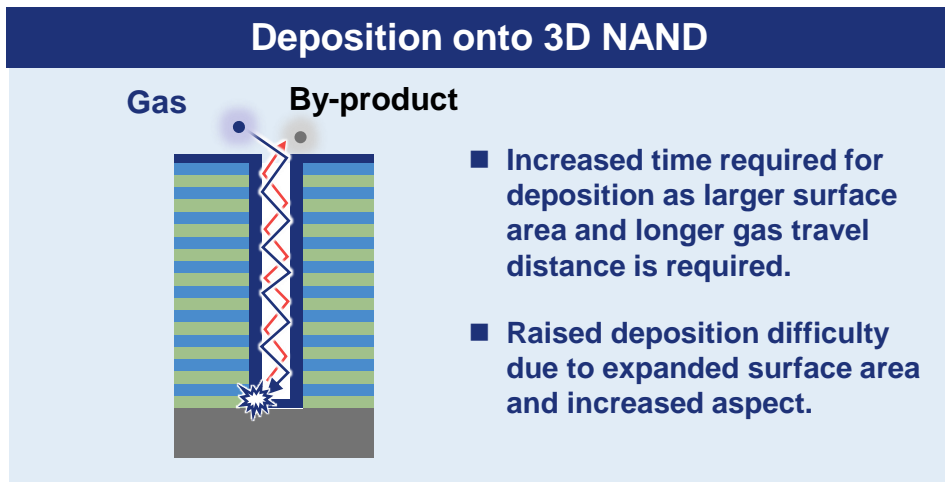 Deposition onto 3D NAND
Gas
By-product
■ Increased time required for
deposition as larger surface
area and longer gas travel
distance is required.
■ Raised deposition difficulty
due to expanded surface area
and increased aspect.